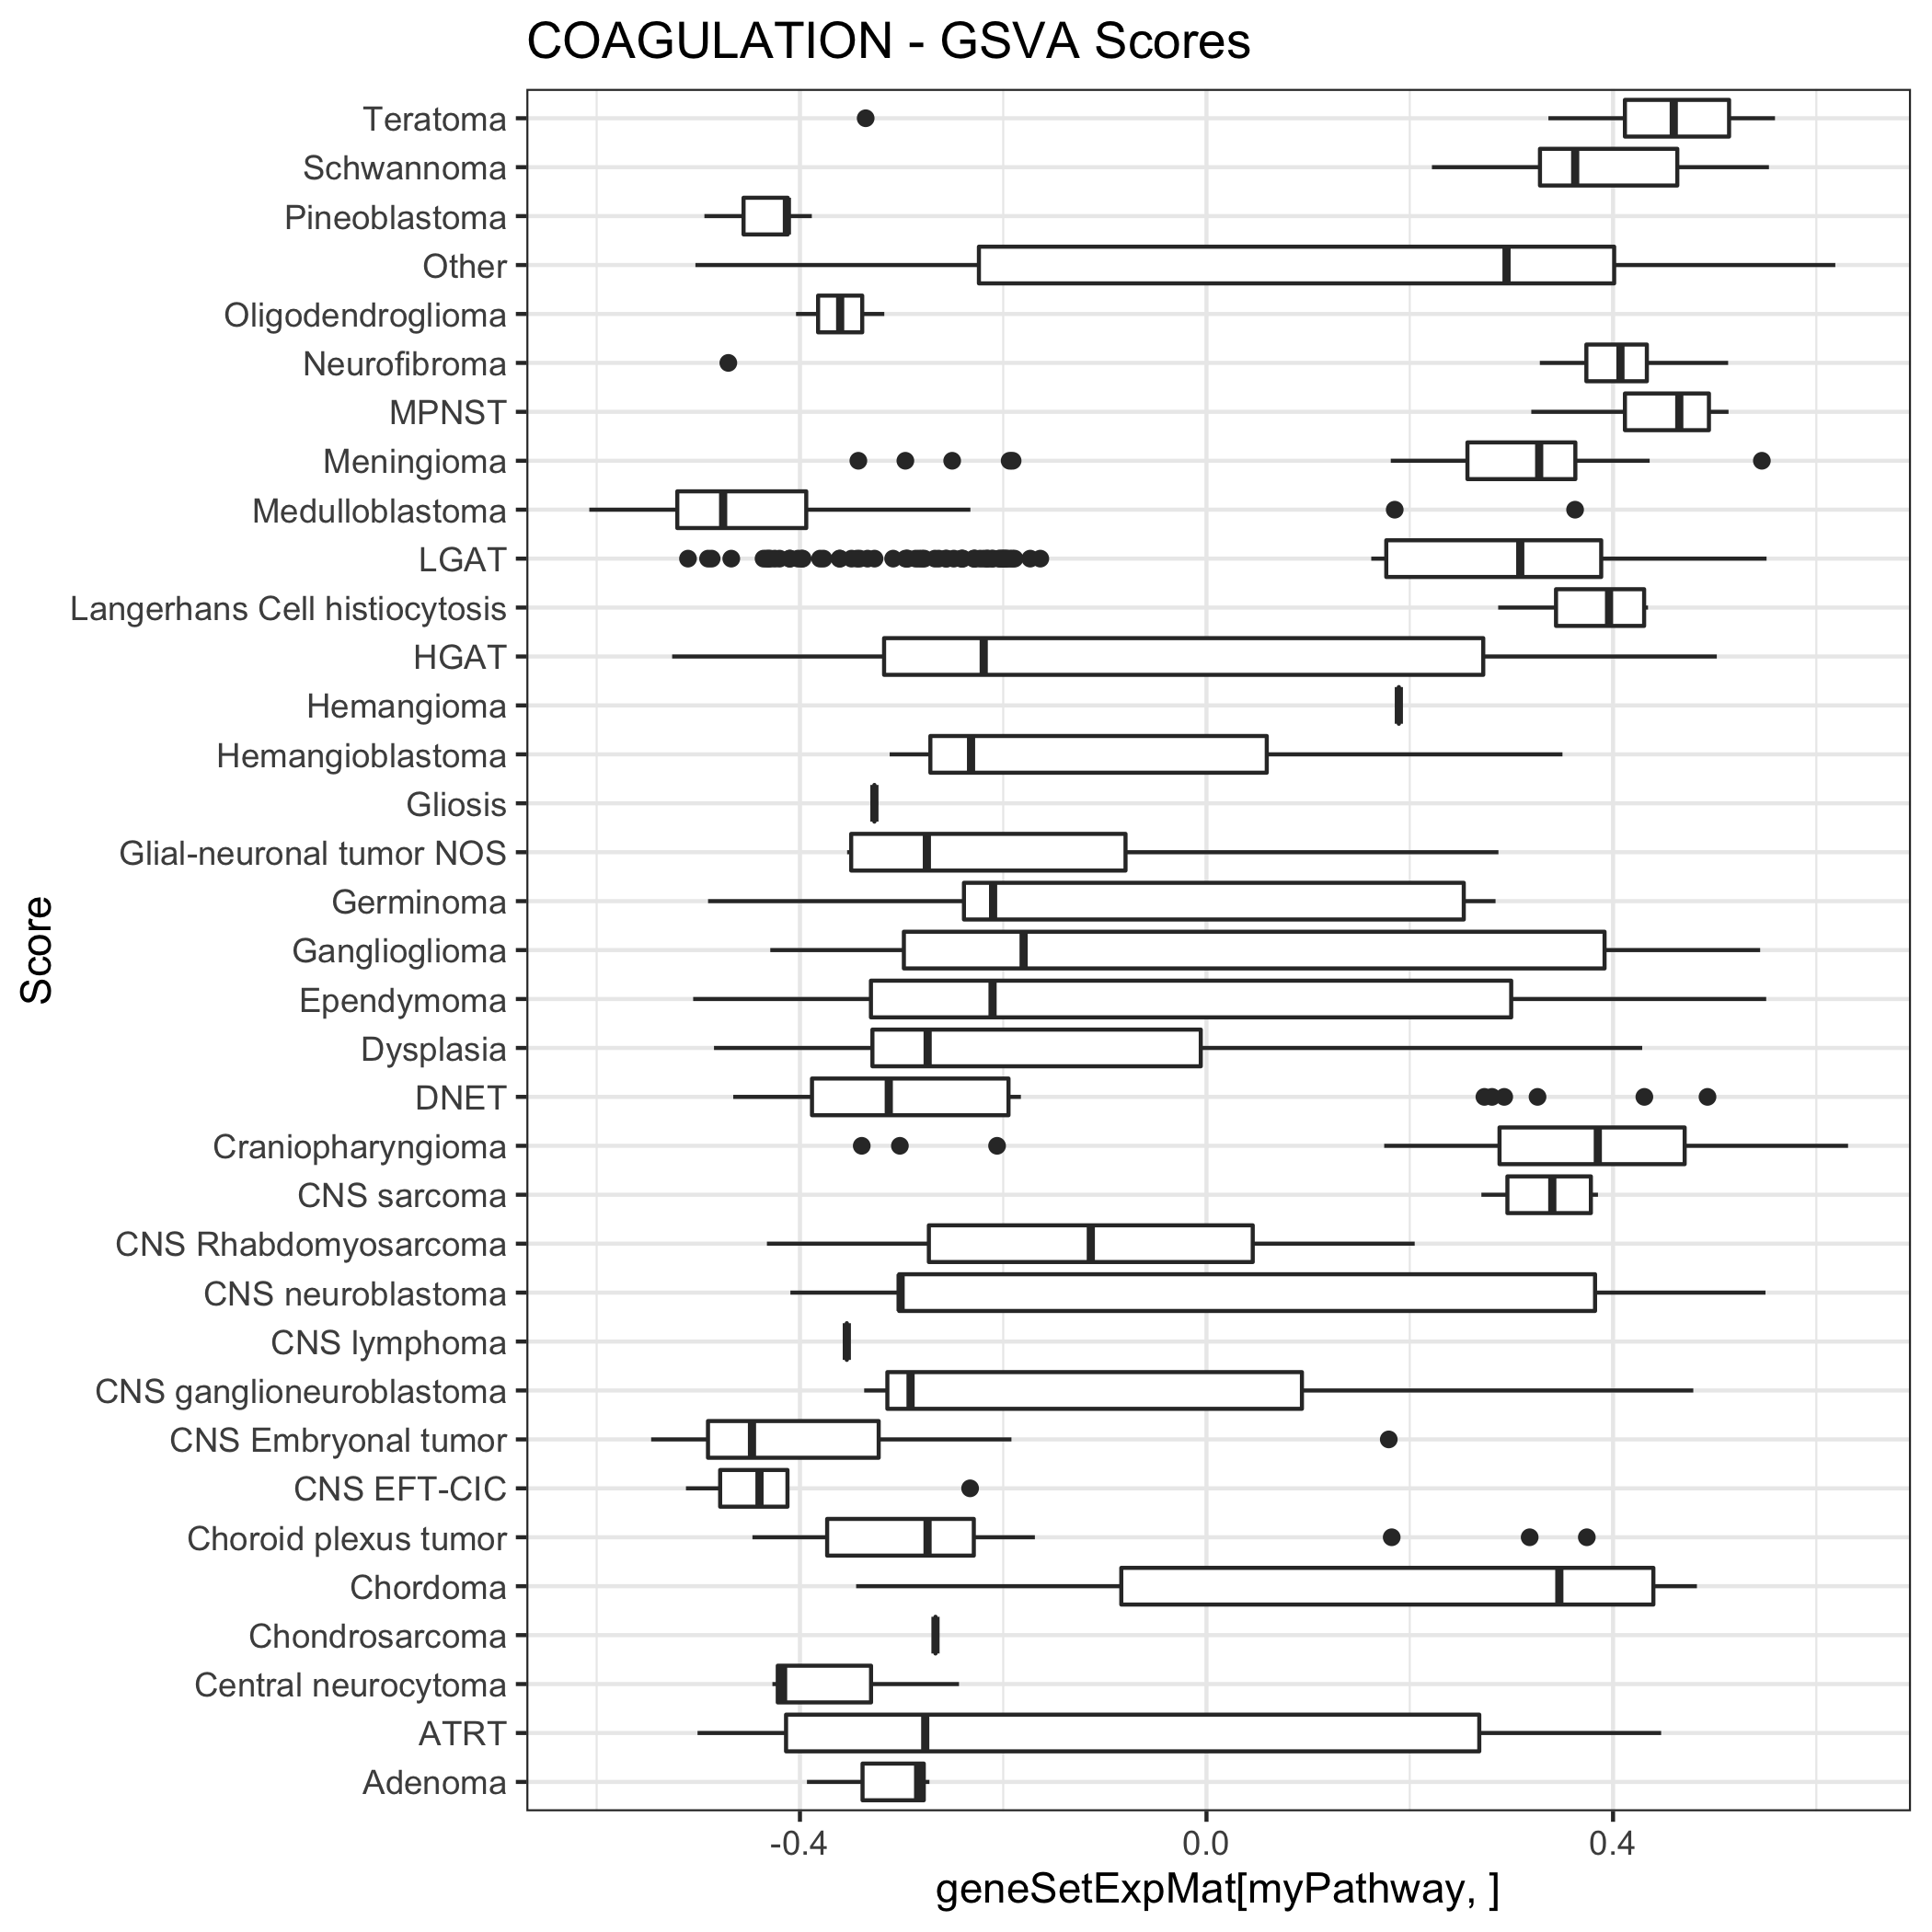 COAGULATION - GSVA Scores
Teratoma
Schwannoma
Pineoblastoma
Other
Oligodendroglioma
Neurofibroma
MPNST
Meningioma
Medulloblastoma
LGAT
Langerhans Cell histiocytosis
HGAT
Hemangioma
Hemangioblastoma
Gliosis
Glial-neuronal tumor NOS
Germinoma
Ganglioglioma
Ependymoma
Dysplasia
DNET
Craniopharyngioma
CNS sarcoma
CNS Rhabdomyosarcoma
CNS neuroblastoma
CNS lymphoma
CNS ganglioneuroblastoma
CNS Embryonal tumor
CNS EFT-CIC
Choroid plexus tumor
Chordoma
Chondrosarcoma
Central neurocytoma
ATRT
Adenoma
Score
-0.4 0.0 0.4
geneSetExpMat[myPathway, ]